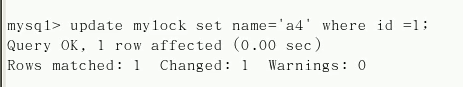 mysql> update mylock set name='a4' where id =1;
Query OK, 1 row affected (0.00 sec)
Rows matched: 1  Changed: 1  Warnings: 0